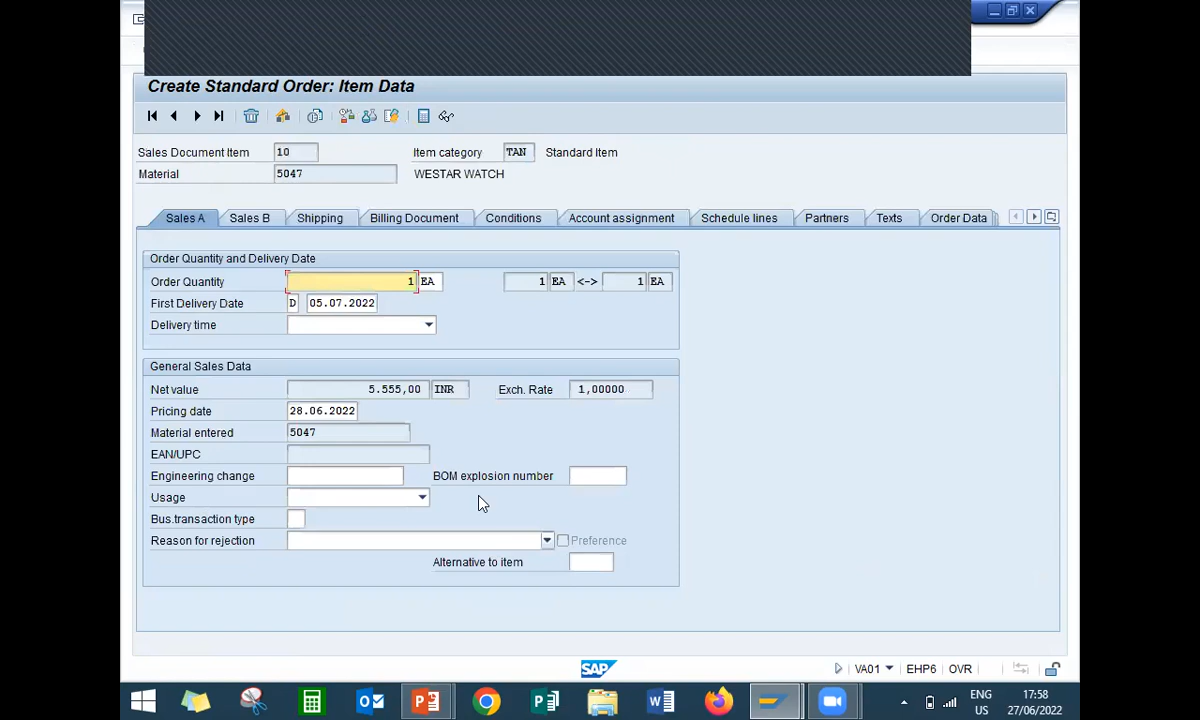 Create Standard Order: Item Data
Sales Document Item 10 Item category TAN Standard Item
Material 5047 WESTAR WATCH
Sales A Sales B Shipping Billing Document Conditions Account assignment Schedule lines Partners Texts Order Data
Order Quantity and Delivery Date
Order Quantity 1 EA 1 EA <-> 1 EA
First Delivery Date D 05.07.2022
Delivery time
General Sales Data
Net value 5.555,00 INR Exch. Rate 1,00000
Pricing date 28.06.2022
Material entered 5047
EAN/UPC
Engineering change BOM explosion number
Usage
Bus.transaction type
Reason for rejection Preference
Alternative to item
SAP VA01 EHP6 OVR
ENG 17:58
US 27/06/2022